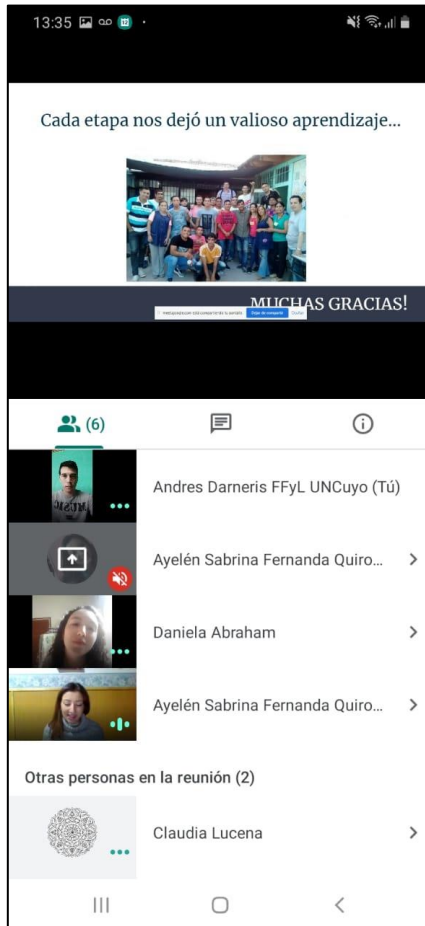 13:35
Cada etapa nos dejó un valioso aprendizaje...
MUCHAS GRACIAS!
(6)
MUSIC
Andres Darneris FFyL UNCuyo (Tú)
Ayelén Sabrina Fernanda Quiro...
Daniela Abraham
Ayelén Sabrina Fernanda Quiro...
Otras personas en la reunión (2)
Claudia Lucena